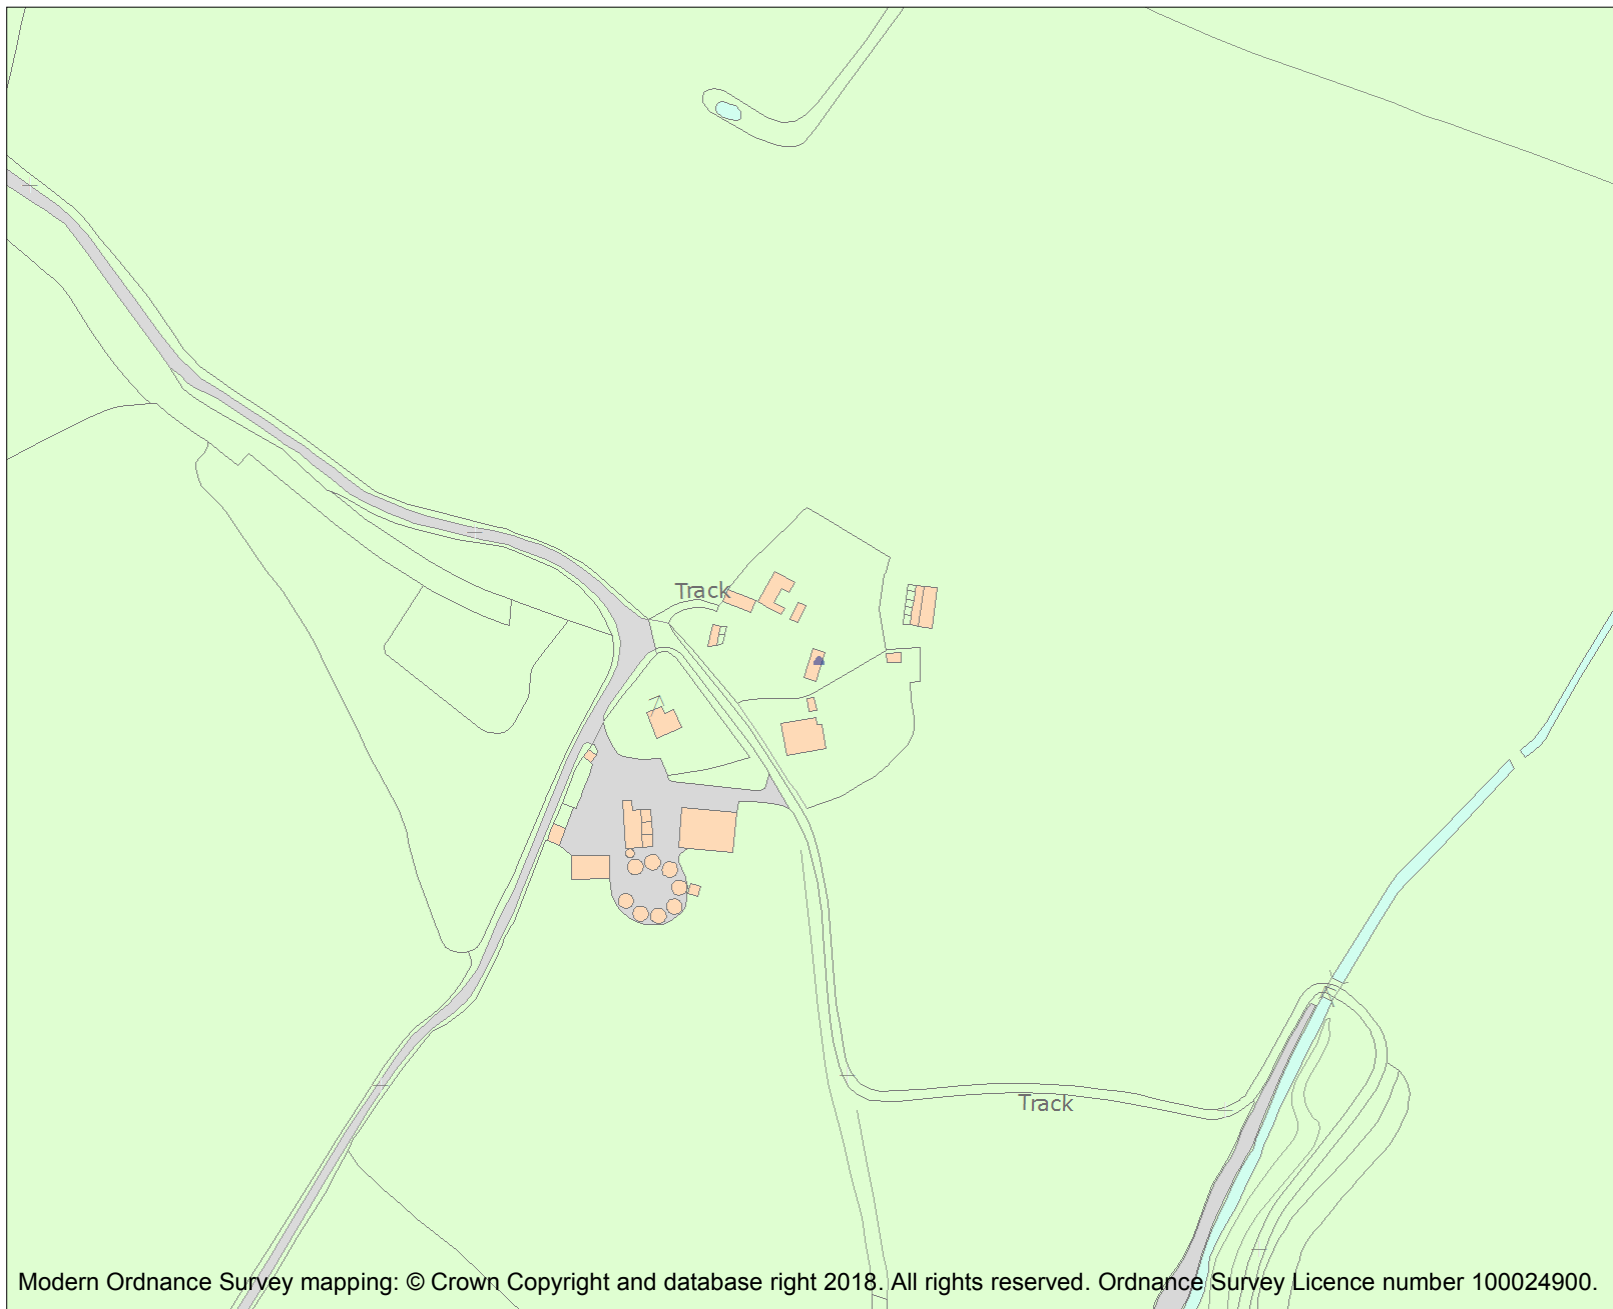 Track
Track
Modern Ordnance Survey mapping: © Crown Copyright and database right 2018. All rights reserved. Ordnance Survey Licence number 100024900.